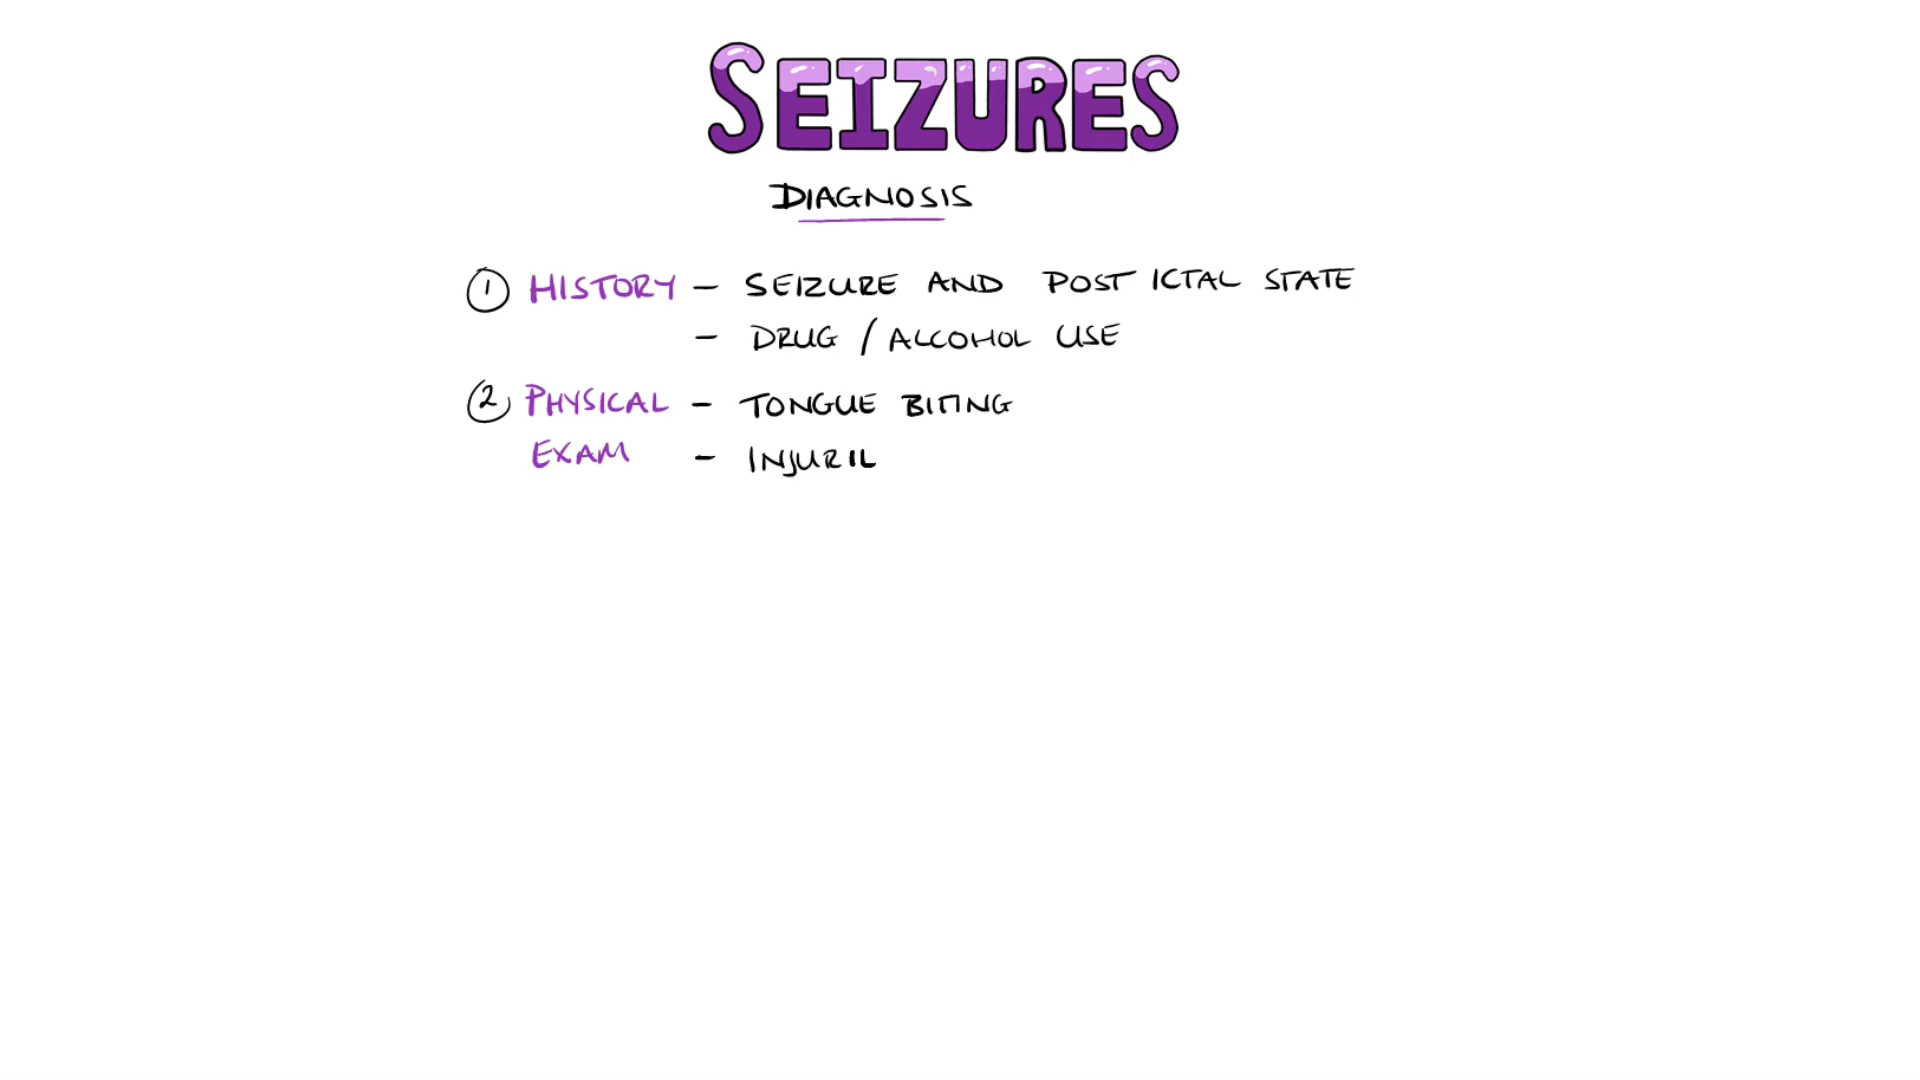 SEIZURES
DIAGNOSIS
1 HISTORY - SEIZURE AND POST ICTAL STATE
- DRUG / ALCOHOL USE
2 PHYSICAL - TONGUE BITING
EXAM - INJURIL